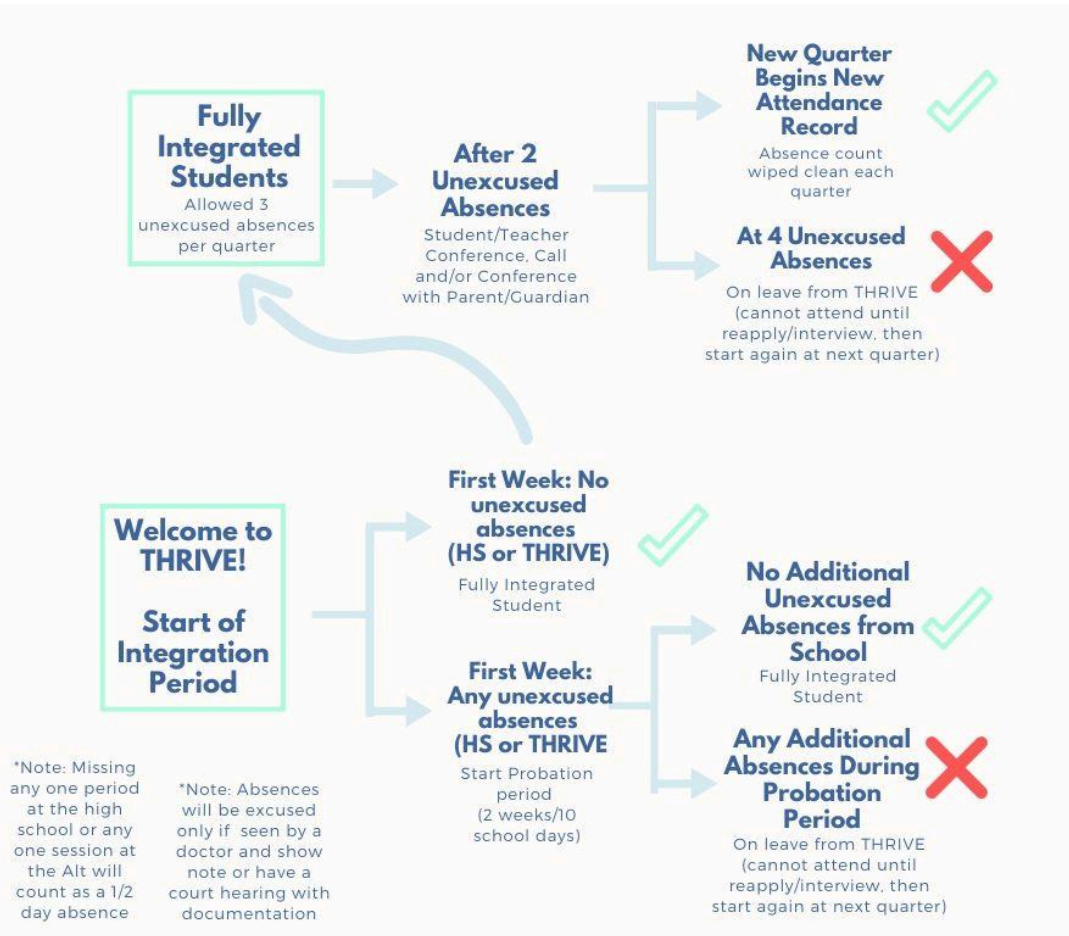 Fully
Integrated
Students
Allowed 3
unexcused absences
per quarter
After 2
Unexcused
Absences
Student/Teacher
Conference, Call
and/or Conference
with Parent/Guardian
New Quarter
Begins New
Attendance
Record
Absence count
wiped clean each
quarter
At 4 Unexcused
Absences
On leave from THRIVE
(cannot attend until
reapply/interview, then
start again at next quarter)
Welcome to
THRIVE!
Start of
Integration
Period
First Week: No
unexcused
absences
(HS or THRIVE)
Fully Integrated
Student
First Week:
Any unexcused
absences
(HS or THRIVE
Start Probation
period
(2 weeks/10
school days)
No Additional
Unexcused
Absences from
School
Fully Integrated
Student
Any Additional
Absences During
Probation
Period
On leave from THRIVE
(cannot attend until
reapply/interview, then
start again at next quarter)
*Note: Missing
any one period
at the high
school or any
one session at
the Alt will
count as a 1/2
day absence
*Note: Absences
will be excused
only if seen by a
doctor and show
note or have a
court hearing with
documentation